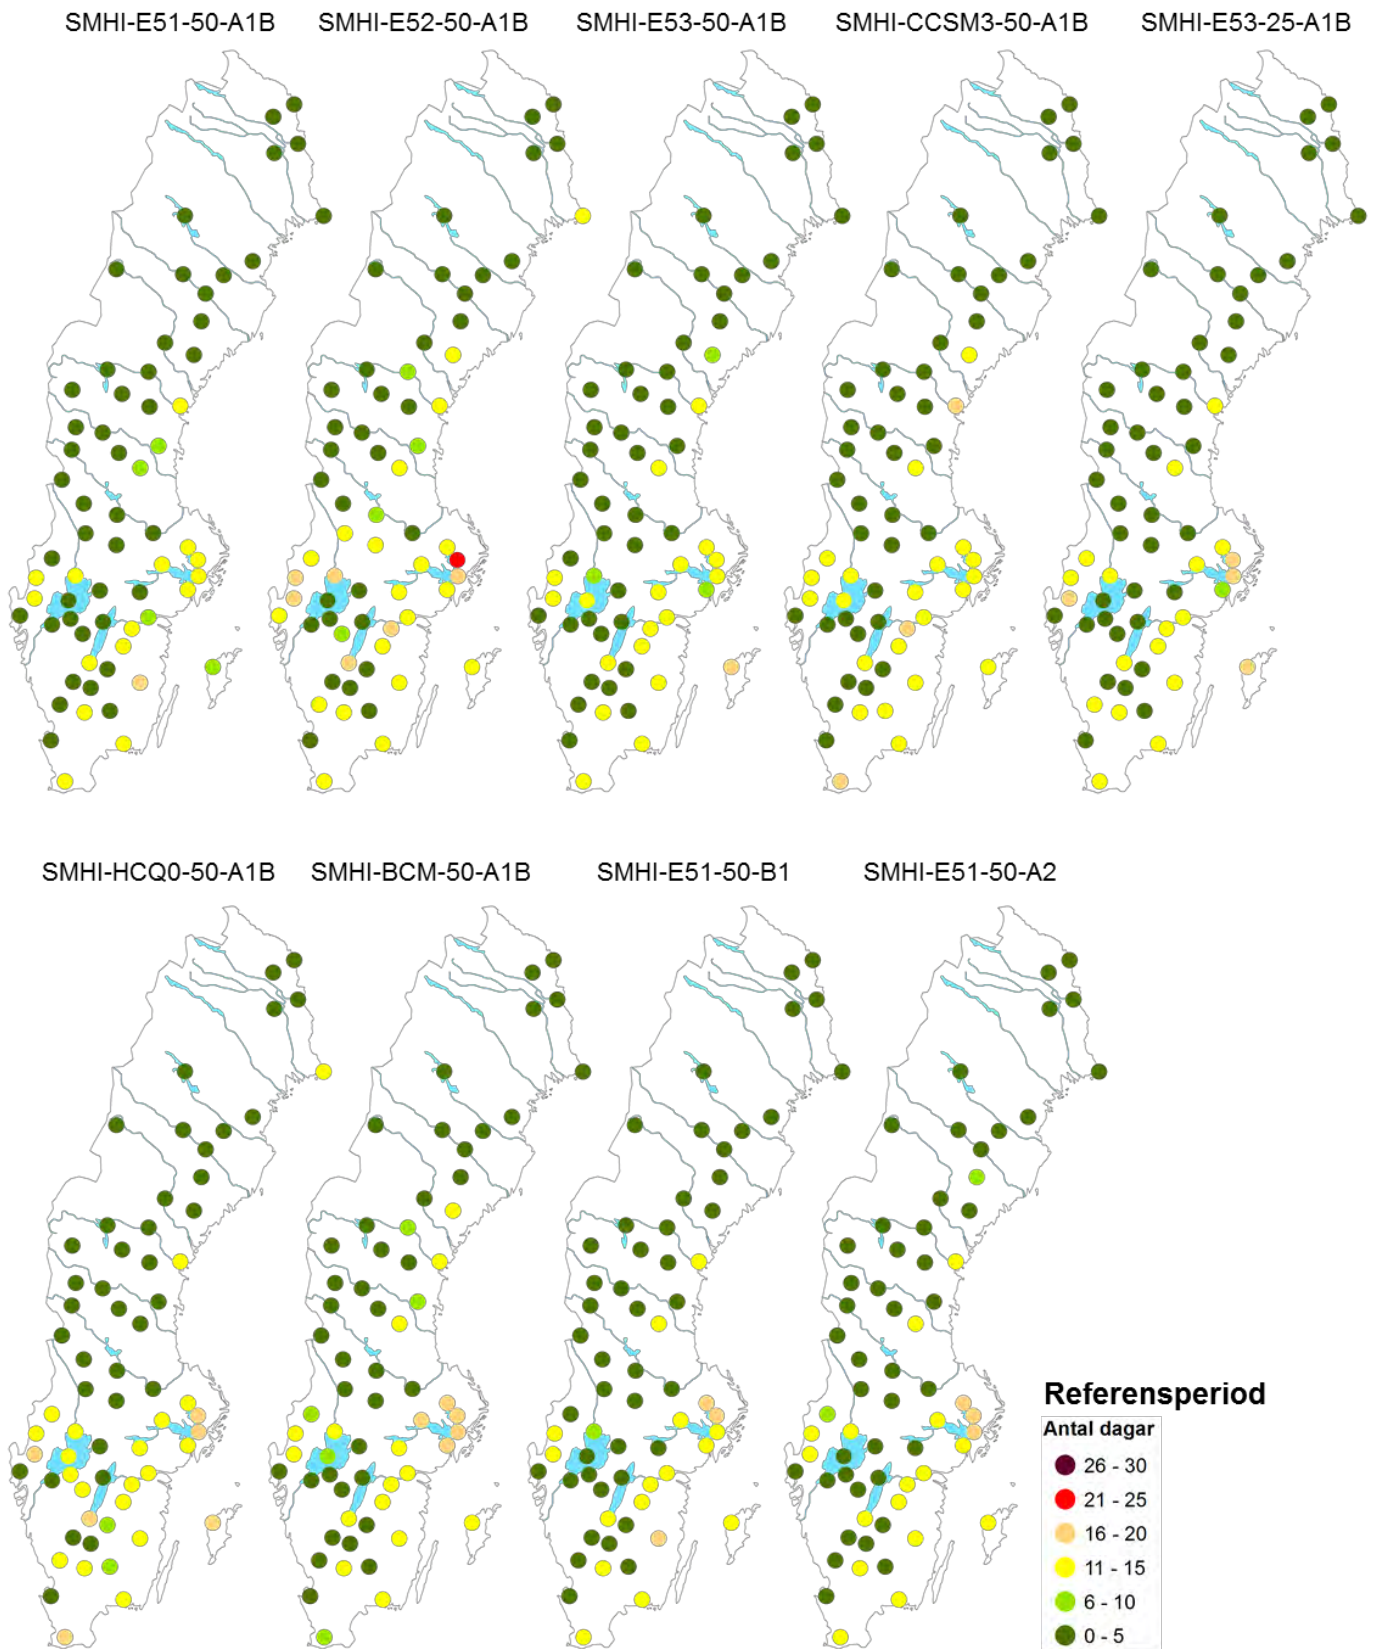 SMHI-E51-50-A1B SMHI-E52-50-A1B SMHI-E53-50-A1B SMHI-CCSM3-50-A1B SMHI-E53-25-A1B
SMHI-HCQ0-50-A1B SMHI-BCM-50-A1B SMHI-E51-50-B1 SMHI-E51-50-A2
Referensperiod
Antal dagar
26 - 30
21 - 25
16 - 20
11 - 15
6 - 10
0 - 5